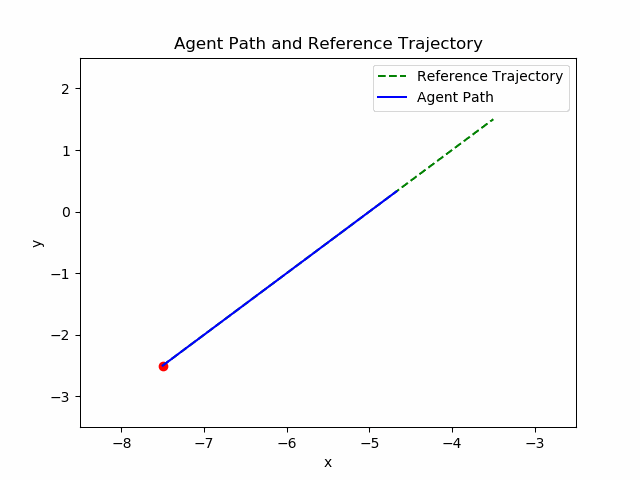 Agent Path and Reference Trajectory
Reference Trajectory
Agent Path
2
1
0
−1
−2
−3
y
−8 −7 −6 −5 −4 −3
x